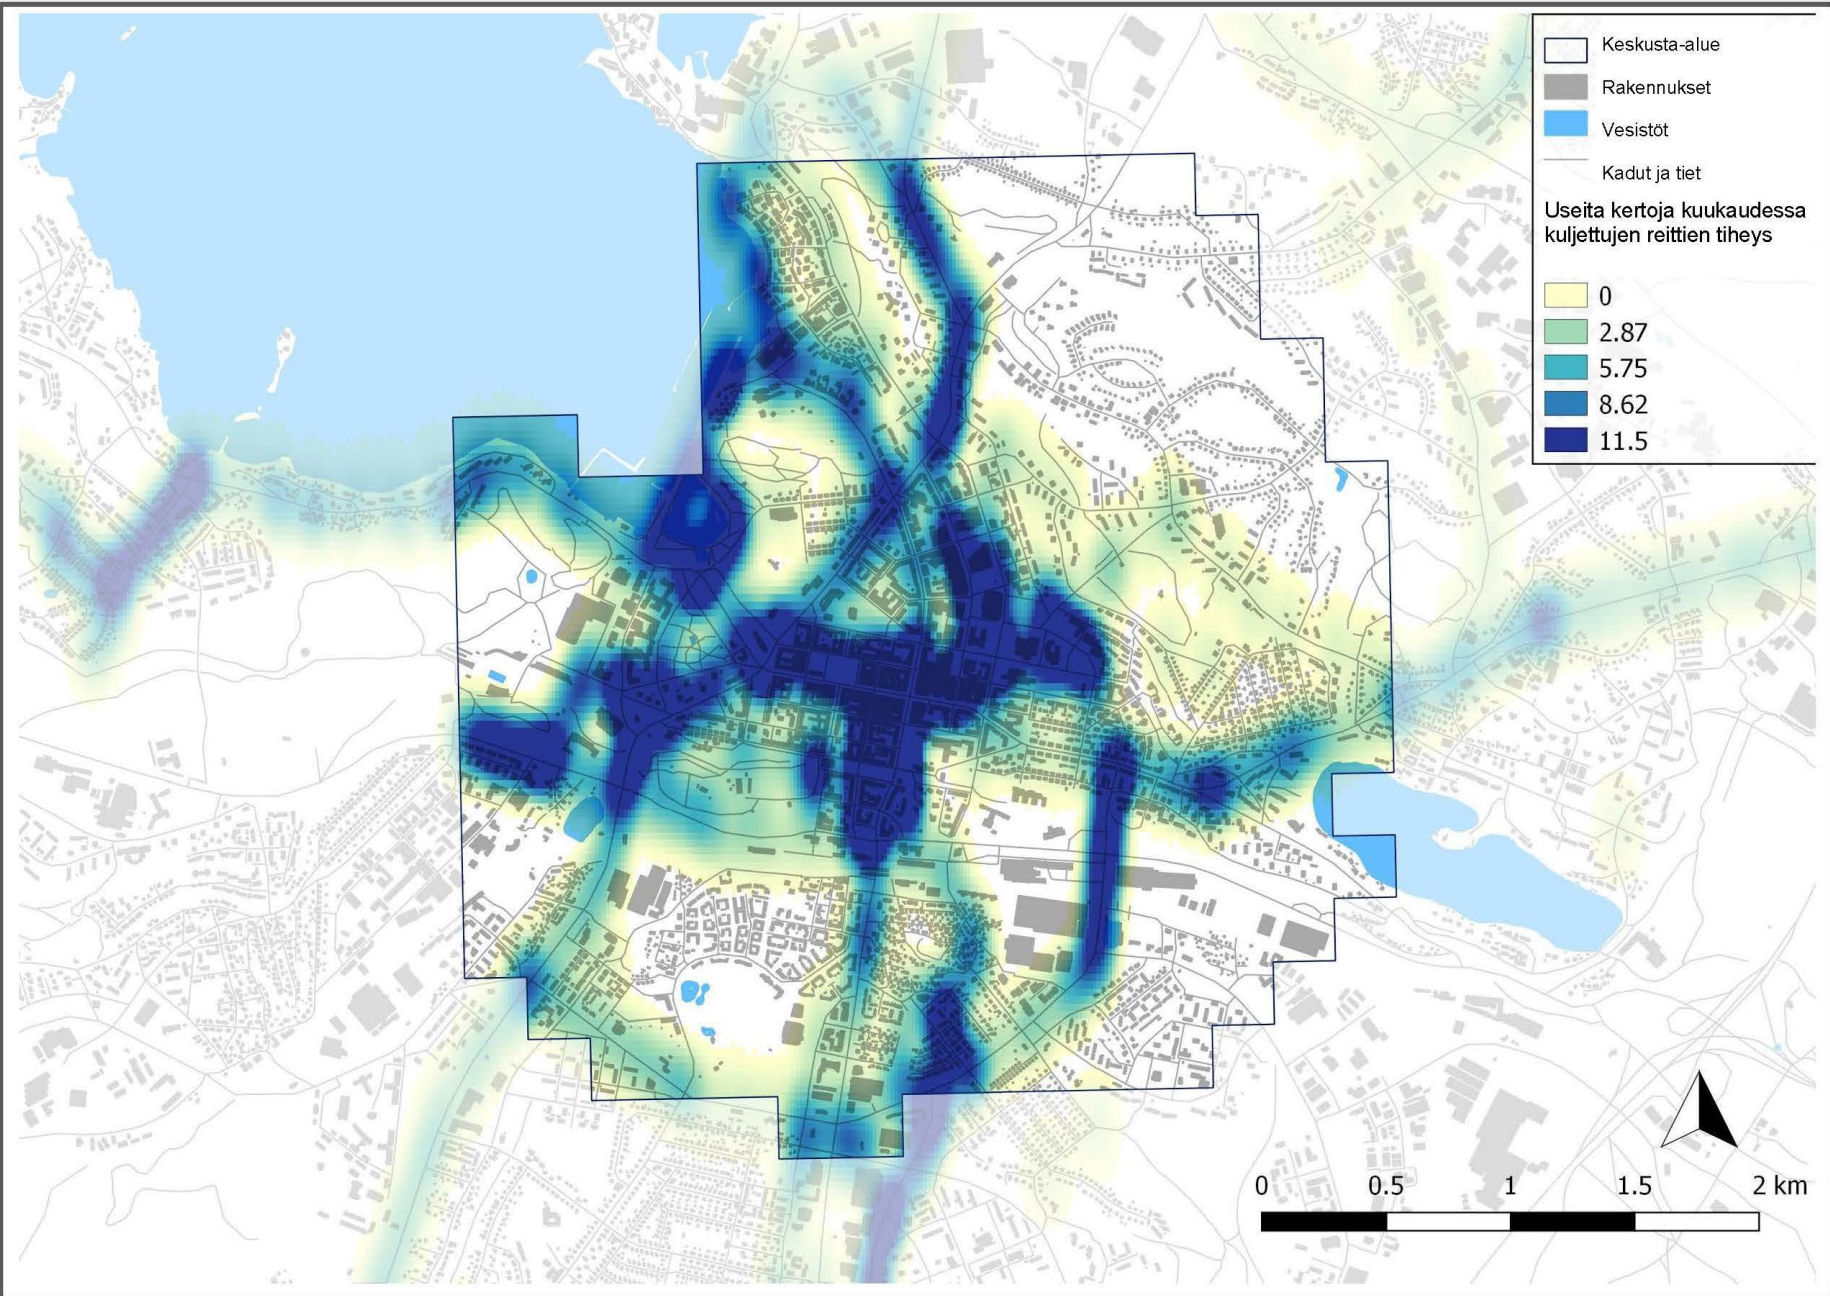 Keskusta-alue
Rakennukset
Vesistöt
Kadut ja tiet
Useita kertoja kuukaudessa
kuljettujen reittien tiheys
0
2.87
5.75
8.62
11.5
0 0.5 1 1.5 2 km